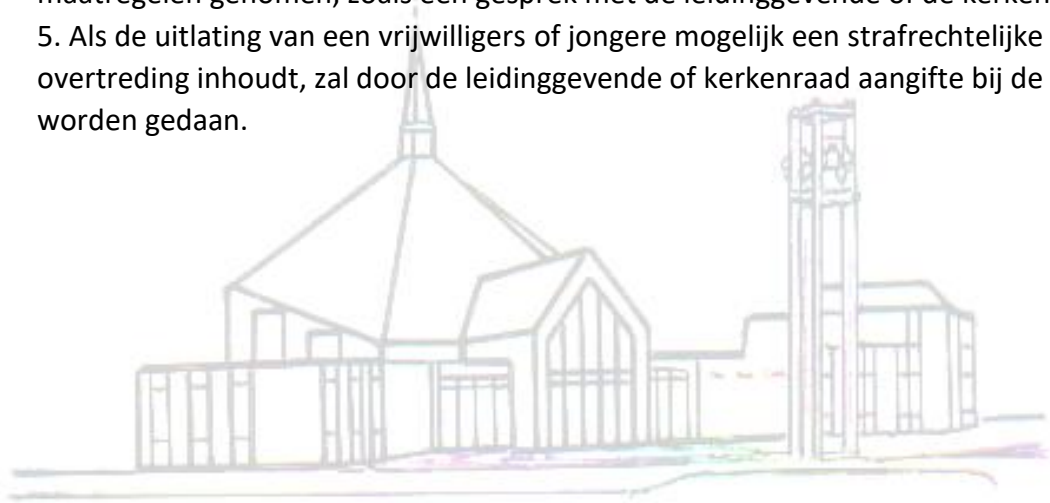 maatregelen genomen, zoals een gesprek met de leidinggevende of de kerken
5. Als de uitlating van een vrijwilligers of jongere mogelijk een strafrechtelijke
overtreding inhoudt, zal door de leidinggevende of kerkenraad aangifte bij de
worden gedaan.